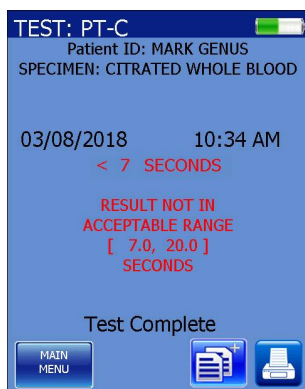 TEST: PT-C
Patient ID: MARK GENUS
SPECIMEN: CITRATED WHOLE BLOOD
03/08/2018 10:34 AM
< 7 SECONDS
RESULT NOT IN
ACCEPTABLE RANGE
[ 7.0, 20.0 ]
SECONDS
Test Complete
MAIN
MENU